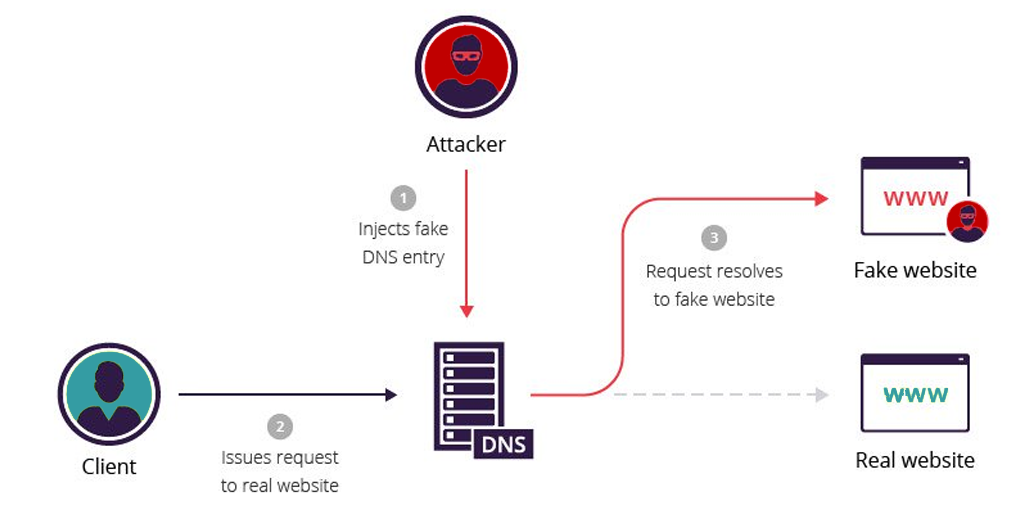 Attacker
1
Injects fake
DNS entry
www
3
Request resolves
to fake website
Fake website
DNS
www
Client
2
Issues request
to real website
Real website